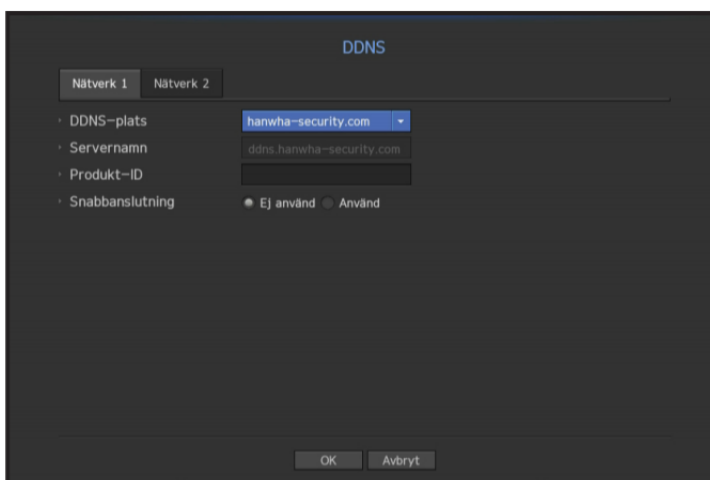 DDNS
Nätverk 1 Nätverk 2
DDNS-plats hanwha-security.com
Servernamn ddns.hanwha-security.com
Produkt-ID
Snabbanslutning Ej använd Använd
OK Avbryt